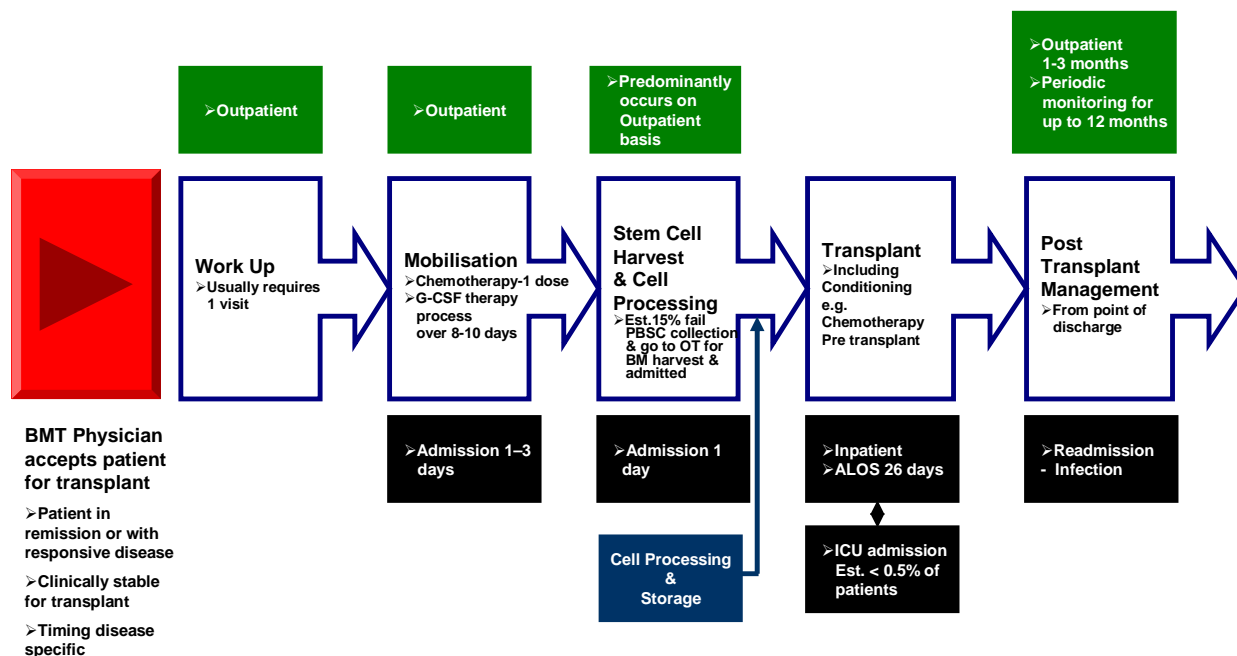 ➢Outpatient
➢Outpatient
➢Predominantly
occurs on
Outpatient
basis
➢Outpatient
1-3 months
➢Periodic
monitoring for
up to 12 months
Work Up
➢Usually requires
1 visit
Mobilisation
➢Chemotherapy-1 dose
➢G-CSF therapy
process
over 8-10 days
Stem Cell
Harvest
& Cell
Processing
➢Est.15% fail
PBSC collection
& go to OT for
BM harvest &
admitted
Transplant
➢Including
Conditioning
e.g.
Chemotherapy
Pre transplant
Post
Transplant
Management
➢From point of
discharge
BMT Physician
accepts patient
for transplant
➢Patient in
remission or with
responsive disease
➢Clinically stable
for transplant
➢Timing disease
specific
➢Admission 1–3
days
➢Admission 1
day
➢Inpatient
➢ALOS 26 days
➢Readmission
- Infection
Cell Processing
&
Storage
➢ICU admission
Est. < 0.5% of
patients